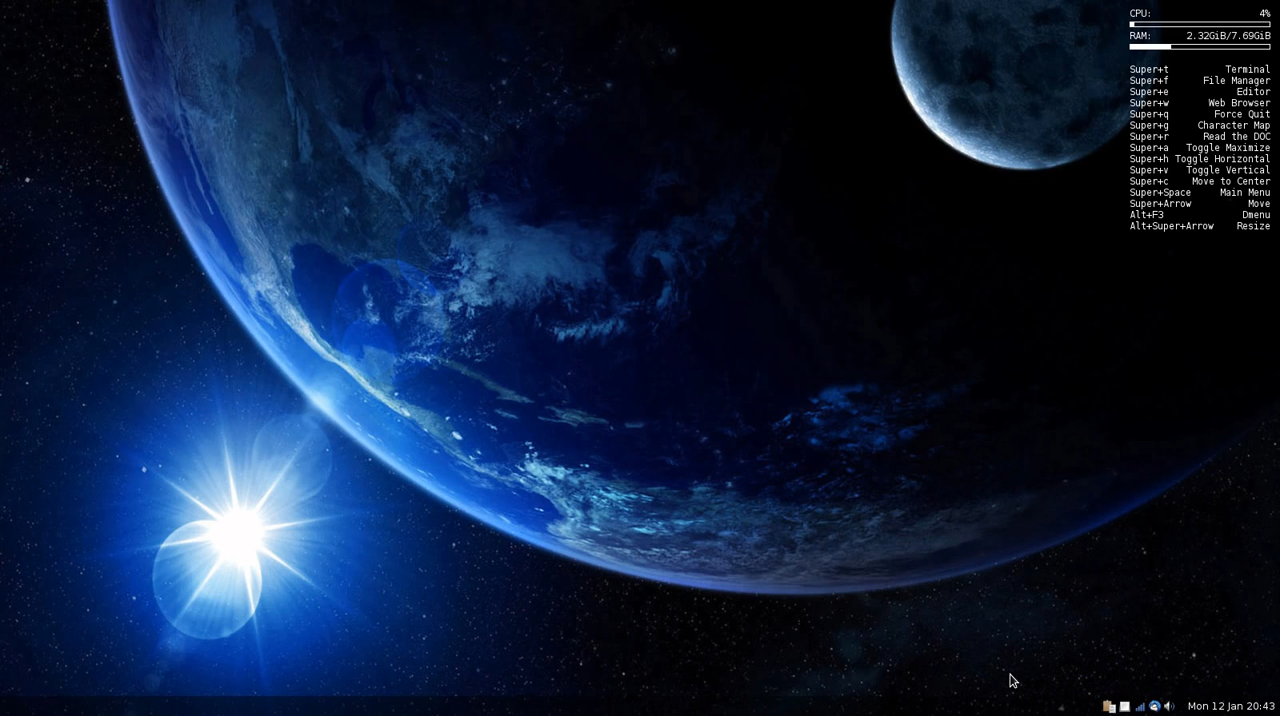 CPU: 4%
RAM: 2.32GiB/7.69GiB
Super+t Terminal
Super+f File Manager
Super+e Editor
Super+w Web Browser
Super+q Force Quit
Super+g Character Map
Super+r Read the DOC
Super+a Toggle Maximize
Super+h Toggle Horizontal
Super+v Toggle Vertical
Super+c Move to Center
Super+Space Main Menu
Super+Arrow Move
Alt+F3 Dmenu
Alt+Super+Arrow Resize
Mon 12 Jan 20:43